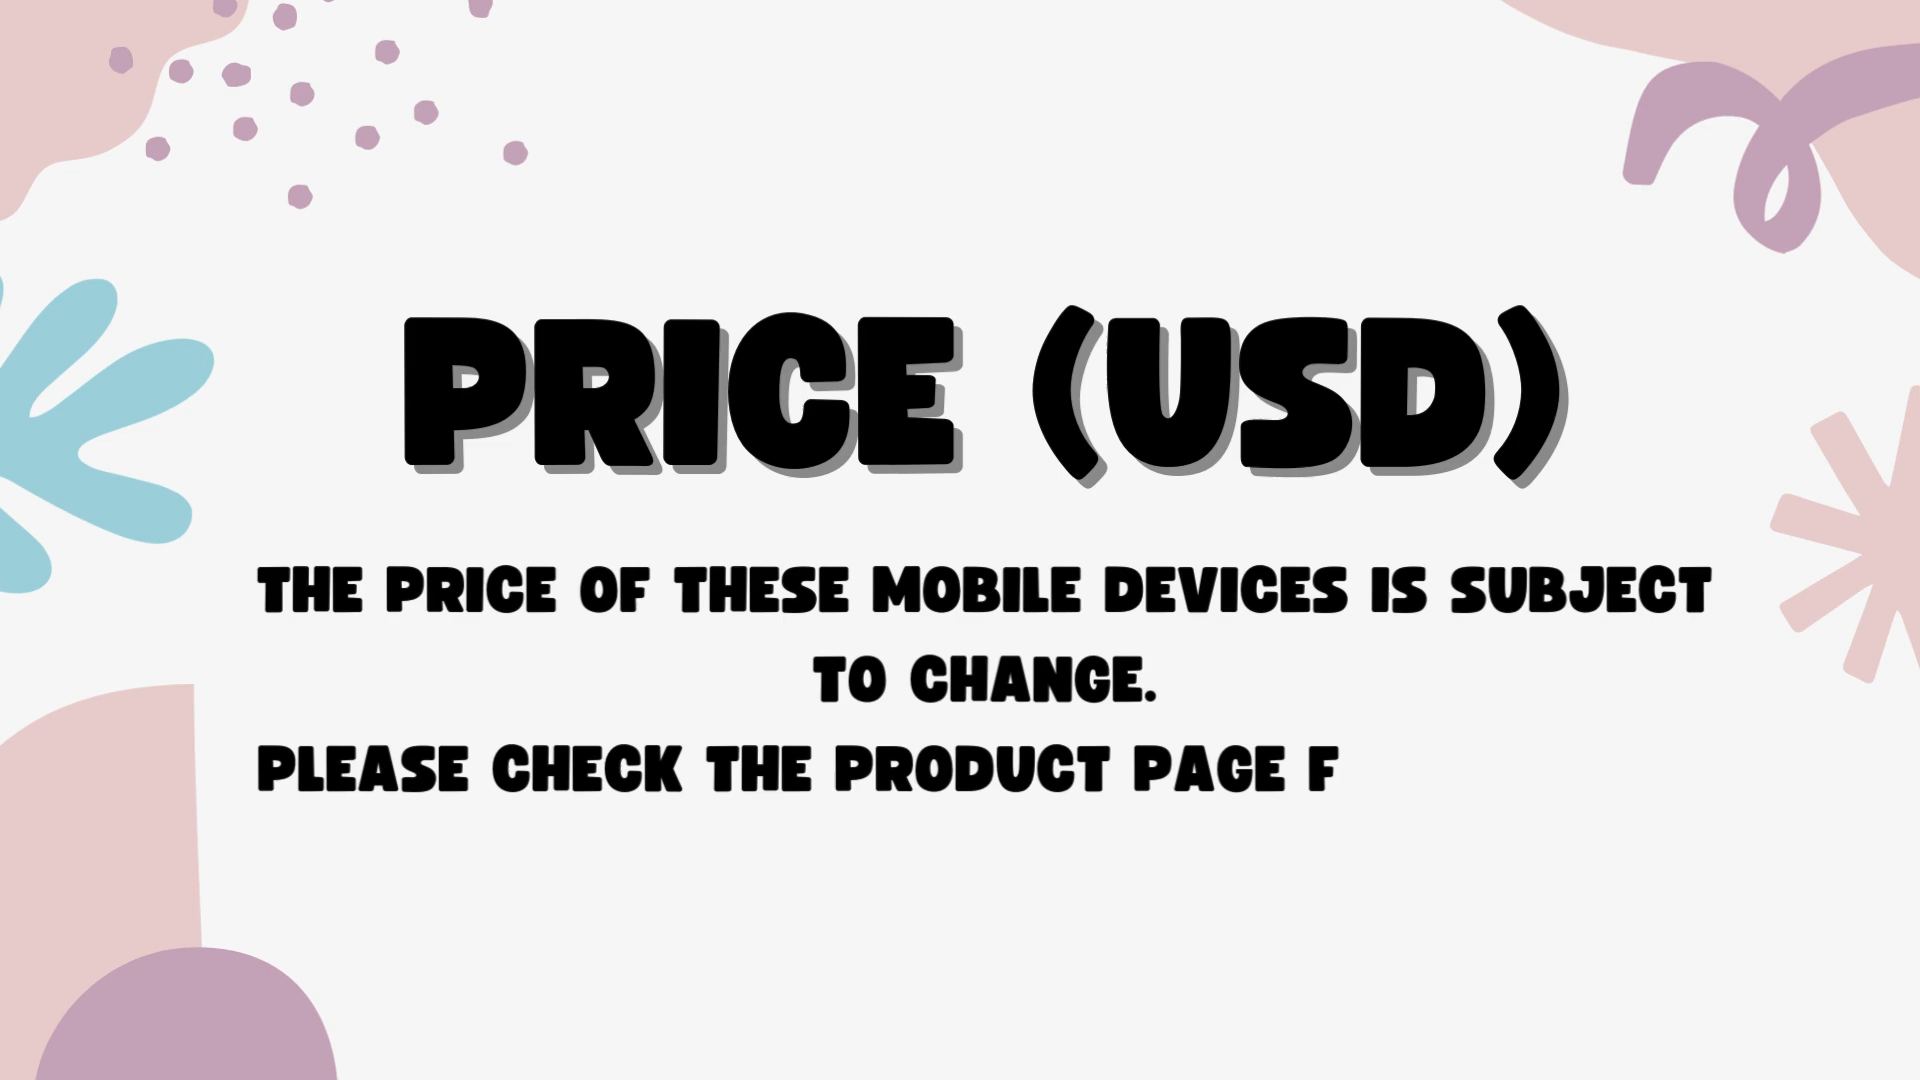 PRICE (USD)
THE PRICE OF THESE MOBILE DEVICES IS SUBJECT
TO CHANGE.
PLEASE CHECK THE PRODUCT PAGE F